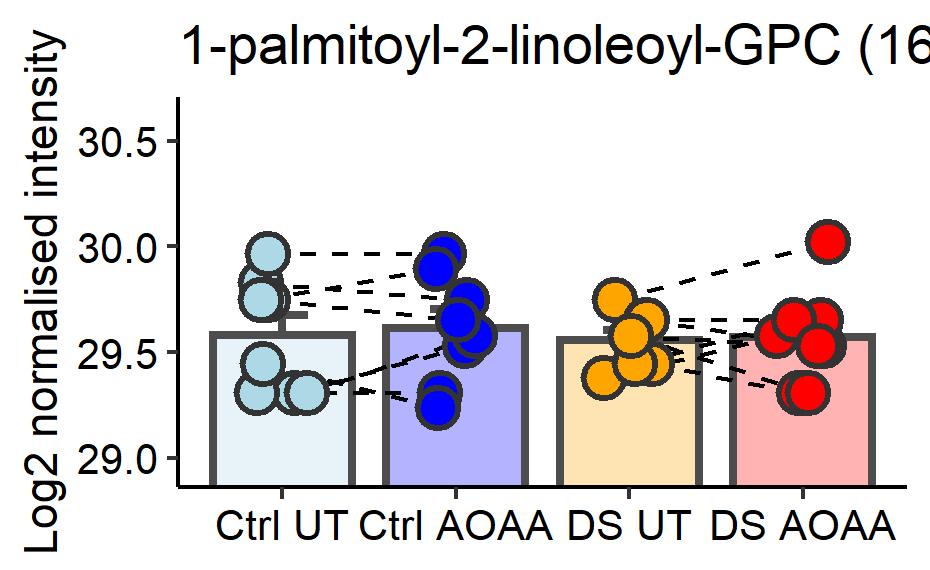 1-palmitoyl-2-linoleoyl-GPC (16
Log2 normalised intensity
30.5
30.0
29.5
29.0
Ctrl UT Ctrl AOAA DS UT DS AOAA